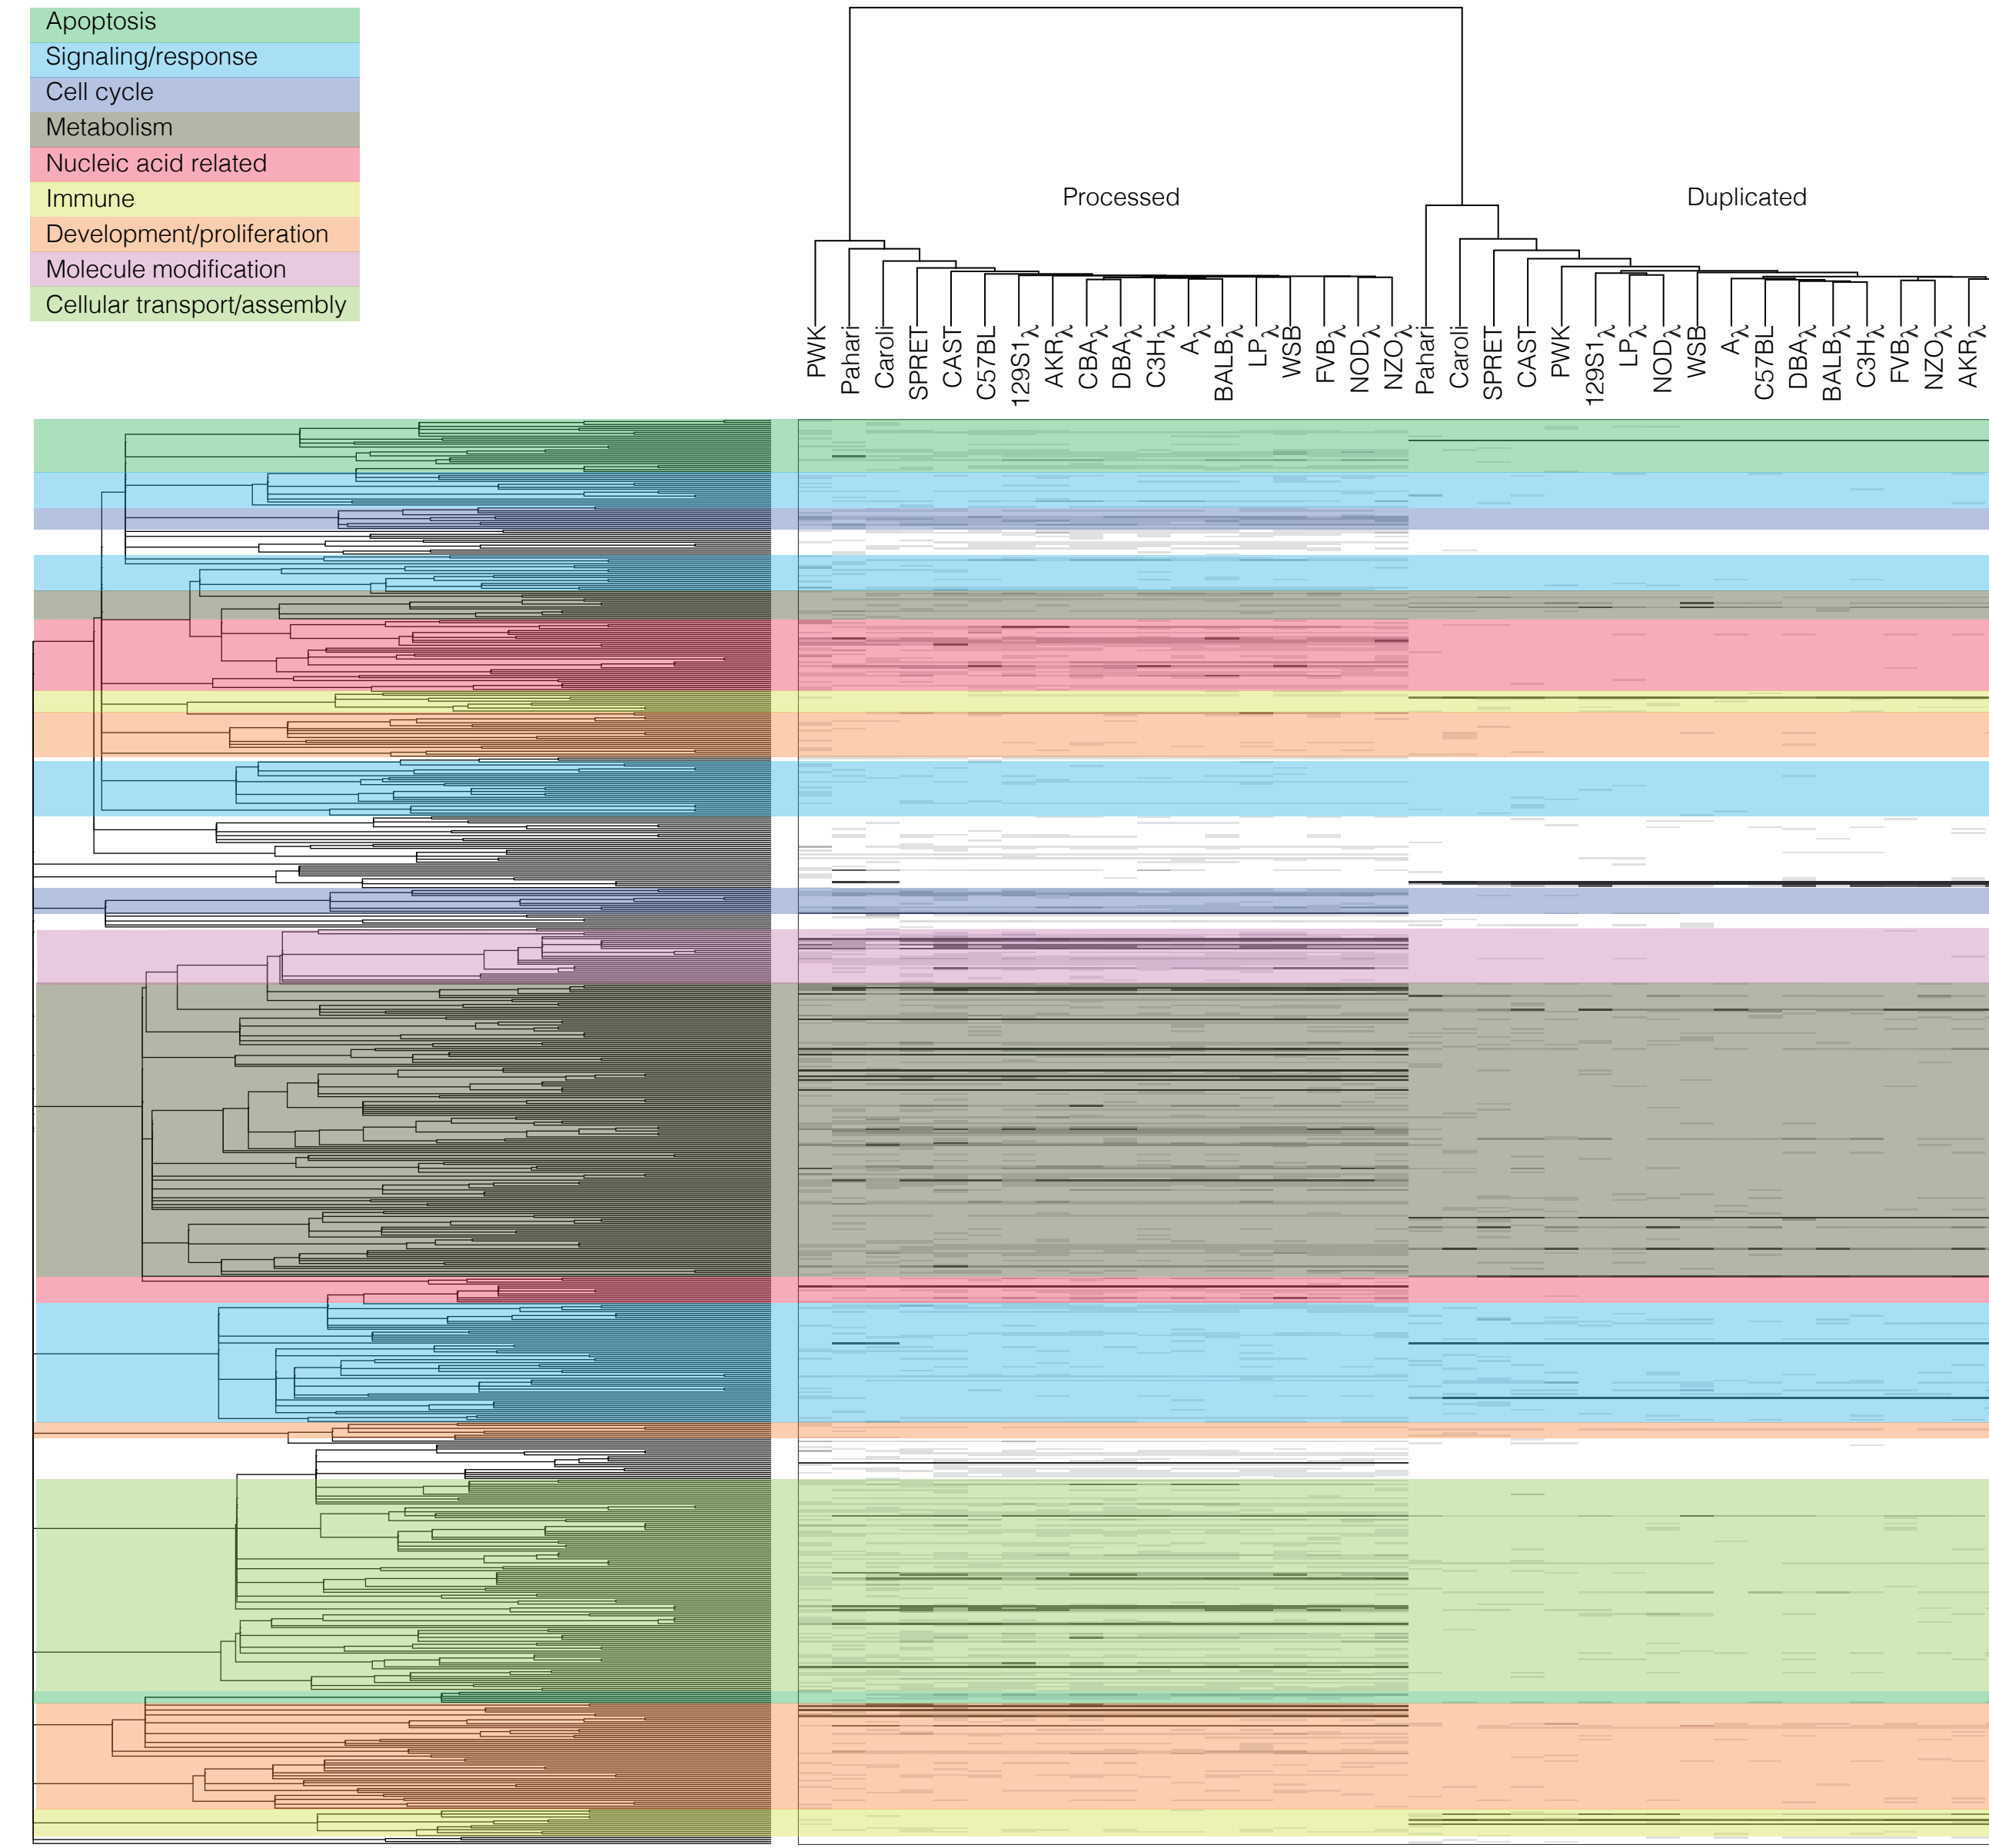 Apoptosis
Signaling/response
Cell cycle
Metabolism
Nucleic acid related
Immune
Development/proliferation
Molecule modification
Cellular transport/assembly
Processed
Duplicated
PWK
Pahari
Caroli
SPRET
CAST
C57BL
129S1λ
AKRλ
CBAλ
DBAλ
C3Hλ
Aλ
BALBλ
LPλ
WSB
FVBλ
NODλ
NZOλ
Pahari
Caroli
SPRET
CAST
PWK
129S1λ
LPλ
NODλ
WSB
Aλ
C57BL
DBAλ
BALBλ
C3Hλ
FVBλ
NZOλ
AKRλ